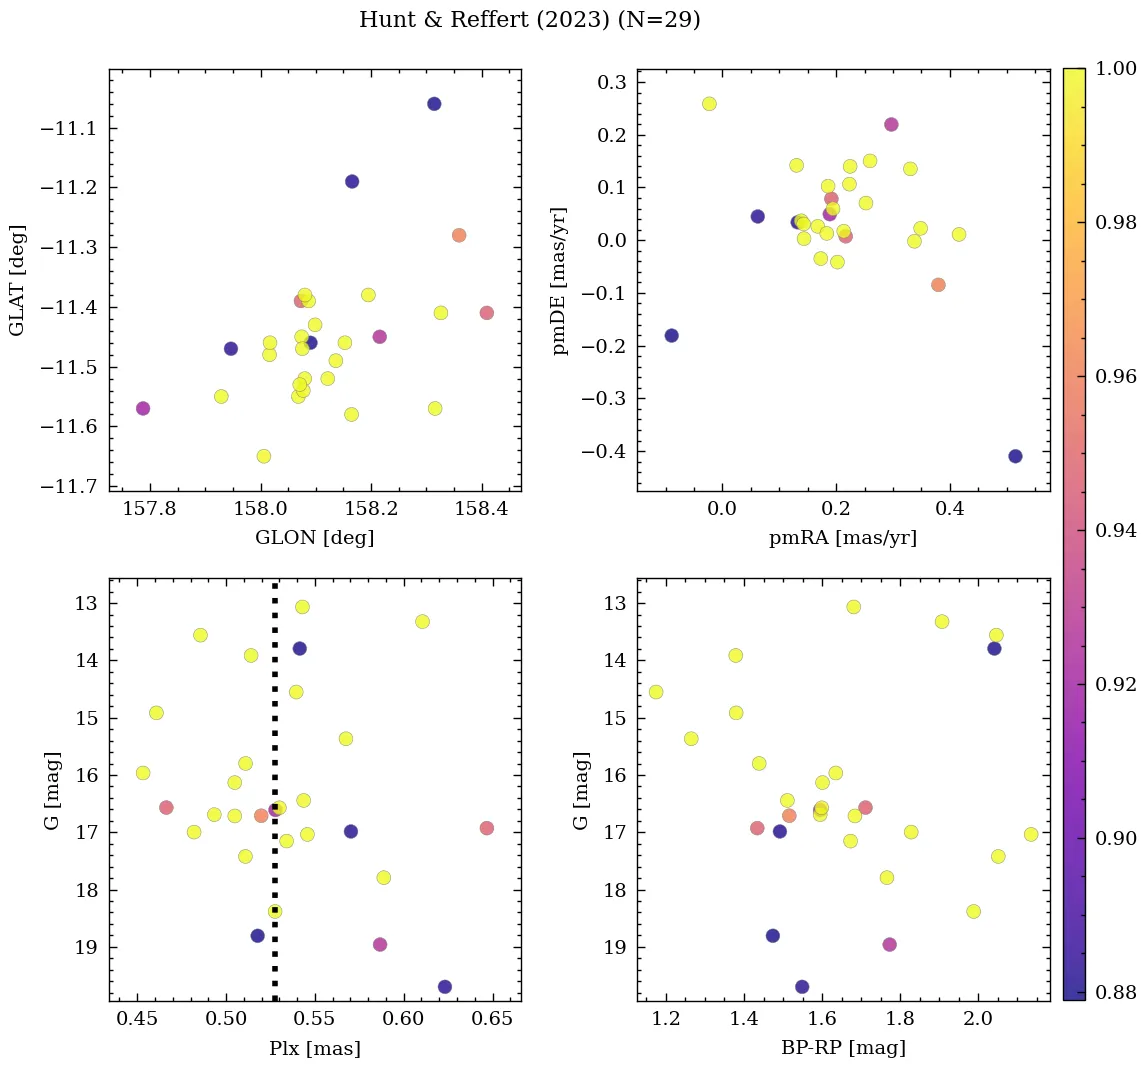 Hunt & Reffert (2023) (N=29)
GLAT [deg]
−11.1
−11.2
−11.3
−11.4
−11.5
−11.6
−11.7
157.8 158.0 158.2 158.4
GLON [deg]
pmDE [mas/yr]
0.3
0.2
0.1
0.0
−0.1
−0.2
−0.3
−0.4
0.0 0.2 0.4
pmRA [mas/yr]
G [mag]
13
14
15
16
17
18
19
0.45 0.50 0.55 0.60 0.65
Plx [mas]
G [mag]
13
14
15
16
17
18
19
1.2 1.4 1.6 1.8 2.0
BP-RP [mag]
1.00
0.98
0.96
0.94
0.92
0.90
0.88